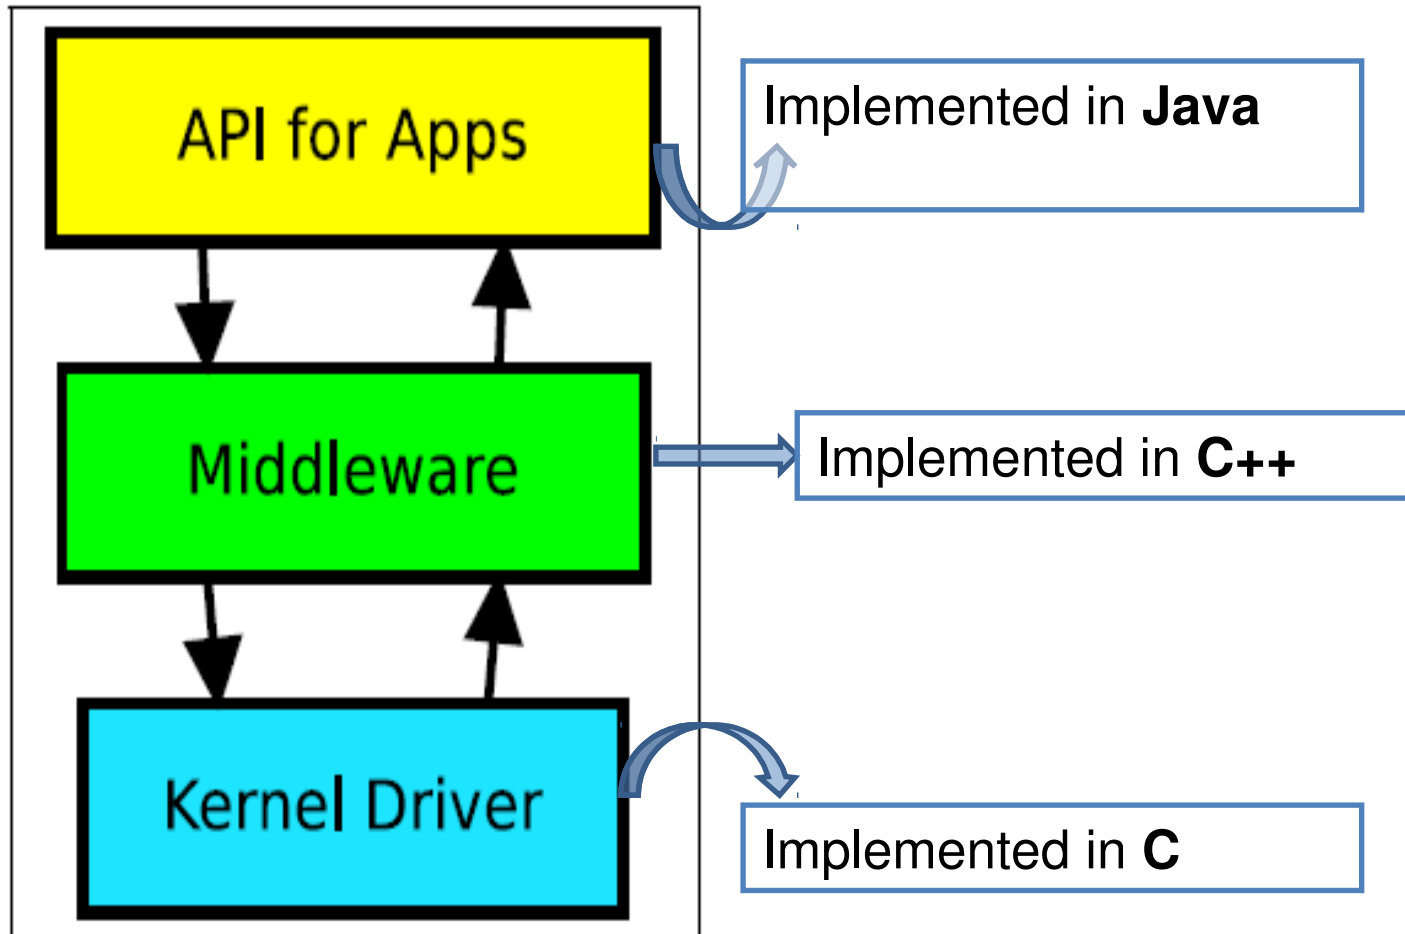 API for Apps
Implemented in Java
Middleware
Implemented in C++
Kernel Driver
Implemented in C